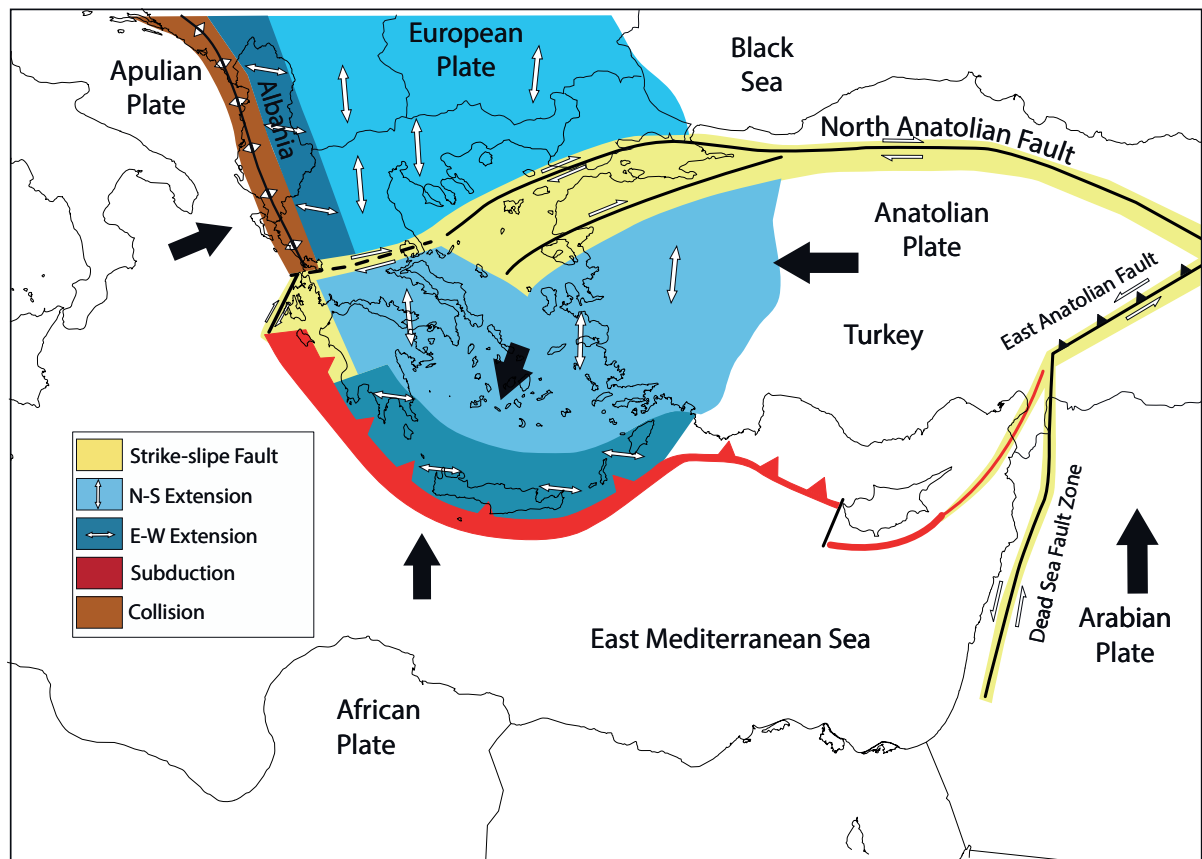 European
Plate
Black
Sea
Apulian
Plate
Albania
North Anatolian Fault
Anatolian
Plate
East Anatolian Fault
Turkey
Strike-slipe Fault
N-S Extension
E-W Extension
Subduction
Collision
Dead Sea Fault Zone
Arabian
Plate
East Mediterranean Sea
African
Plate